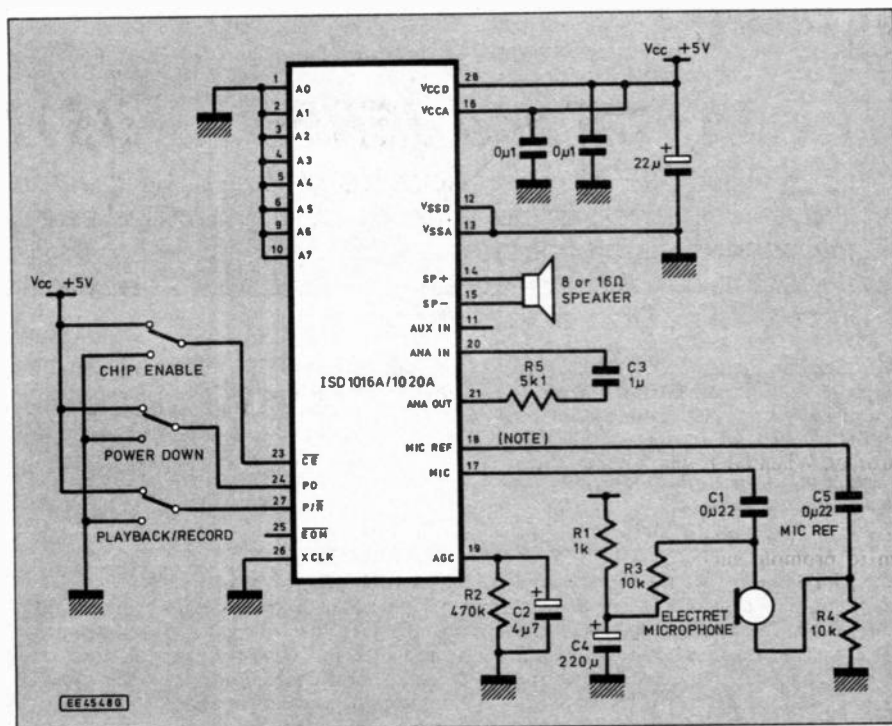 VCC +5V
1 A0
2 A1
3 A2
4 A3
5 A4
6 A5
9 A6
10 A7
28 VCCD
16 VCCA
0μ1
0μ1
22μ
+
12 VSSD
13 VSSA
14 SP+
15 SP-
8 or 16Ω
SPEAKER
11 AUX IN
20 ANA IN
R5
5k1
C3
1μ
21 ANA OUT
ISD1016A/1020A
VCC +5V
CHIP ENABLE
POWER DOWN
PLAYBACK/RECORD
23 CE
24 PD
27 P/R
25 EOM
26 XCLK
18 MIC REF
(NOTE)
17 MIC
C1
0μ22
C5
0μ22
MIC REF
R1
1k
R3
10k
ELECTRET
MICROPHONE
R4
10k
19 AGC
R2
470k
+
C2
4μ7
+
C4
220μ
EE4548G